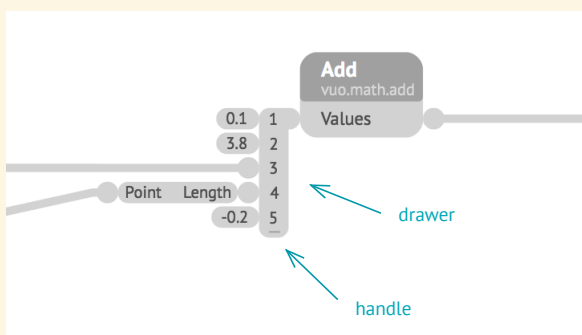 Add
vuo.math.add
0.1 1 Values
3.8 2
3
Point Length 4
-0.2 5
drawer
handle